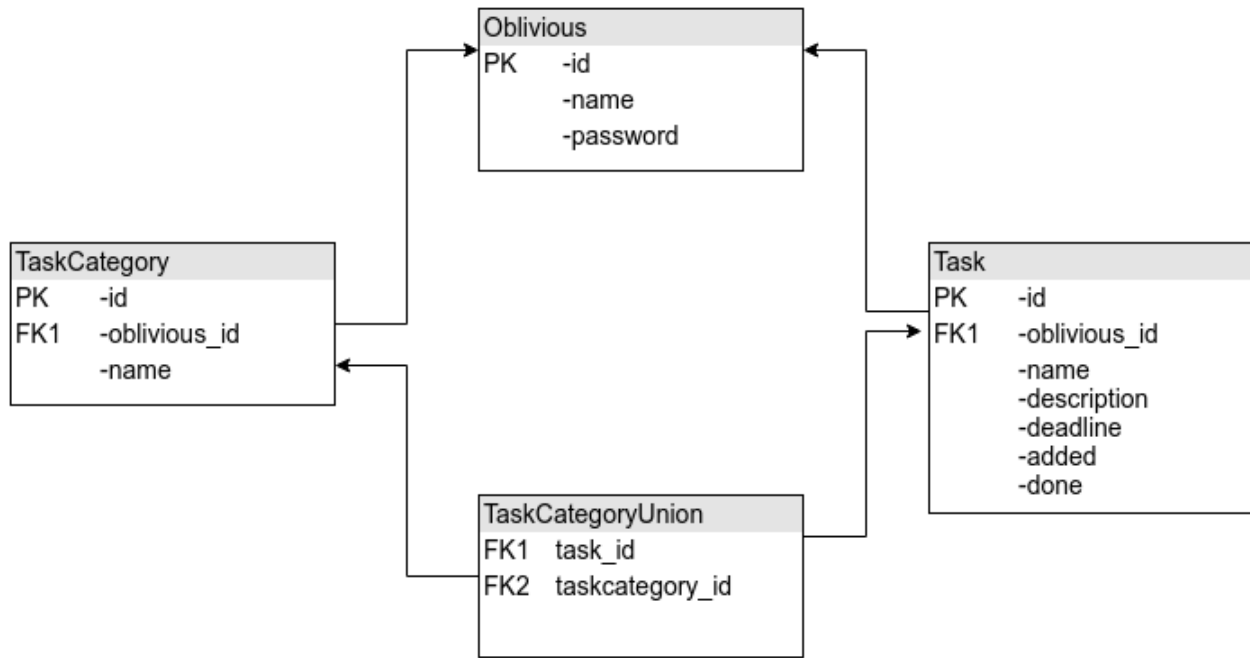 Oblivious
PK -id
-name
-password
TaskCategory
PK -id
FK1 -oblivious_id
-name
Task
PK -id
FK1 -oblivious_id
-name
-description
-deadline
-added
-done
TaskCategoryUnion
FK1 task_id
FK2 taskcategory_id